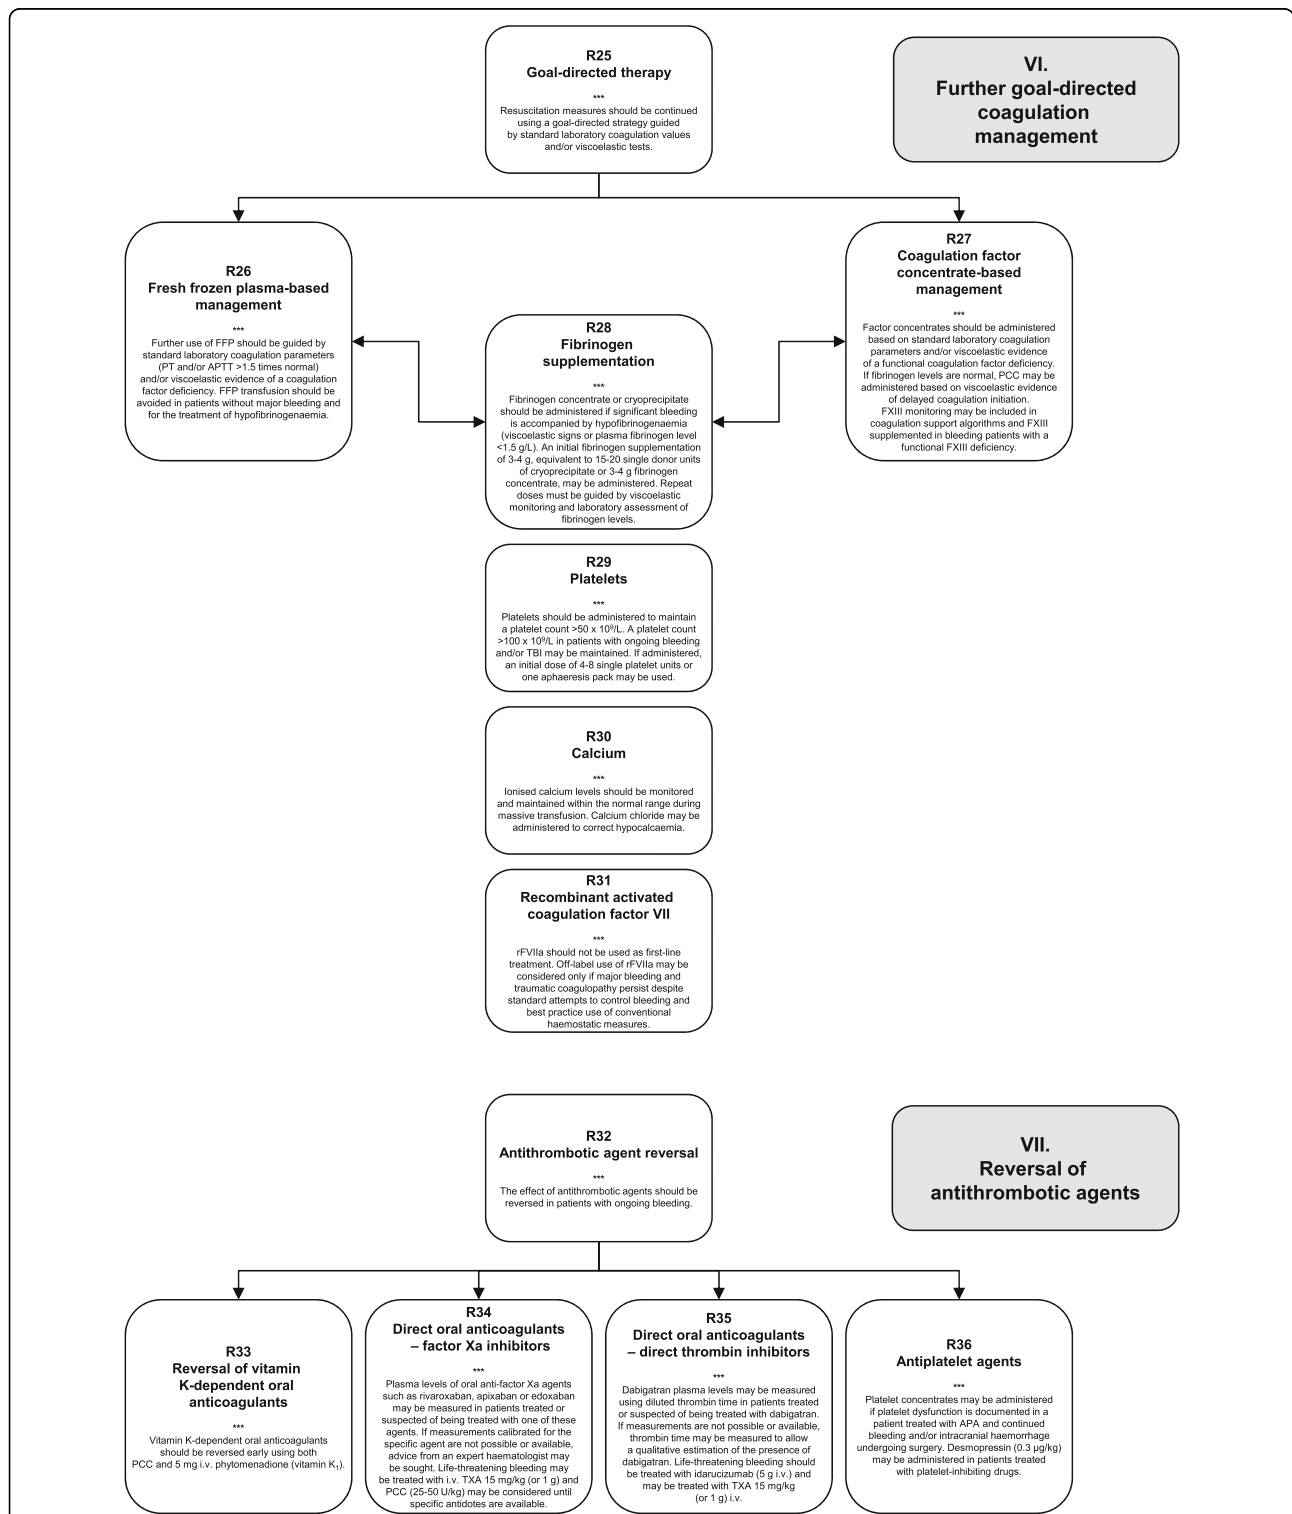 R25
Goal-directed therapy
***
Resuscitation measures should be continued
using a goal-directed strategy guided
by standard laboratory coagulation values
and/or viscoelastic tests.
VI.
Further goal-directed
coagulation
management
R26
Fresh frozen plasma-based
management
***
Further use of FFP should be guided by
standard laboratory coagulation parameters
(PT and/or APTT >1.5 times normal)
and/or viscoelastic evidence of a coagulation
factor deficiency. FFP transfusion should be
avoided in patients without major bleeding and
for the treatment of hypofibrinogenaemia.
R27
Coagulation factor
concentrate-based
management
***
Factor concentrates should be administered
based on standard laboratory coagulation
parameters and/or viscoelastic evidence
of a functional coagulation factor deficiency.
If fibrinogen levels are normal, PCC may be
administered based on viscoelastic evidence
of delayed coagulation initiation.
FXIII monitoring may be included in
coagulation support algorithms and FXIII
supplemented in bleeding patients with a
functional FXIII deficiency.
R28
Fibrinogen
supplementation
***
Fibrinogen concentrate or cryoprecipitate
should be administered if significant bleeding
is accompanied by hypofibrinogenaemia
(viscoelastic signs or plasma fibrinogen level
<1.5 g/L). An initial fibrinogen supplementation
of 3-4 g, equivalent to 15-20 single donor units
of cryoprecipitate or 3-4 g fibrinogen
concentrate, may be administered. Repeat
doses must be guided by viscoelastic
monitoring and laboratory assessment of
fibrinogen levels.
R29
Platelets
***
Platelets should be administered to maintain
a platelet count >50 x 10⁹/L. A platelet count
>100 x 10⁹/L in patients with ongoing bleeding
and/or TBI may be maintained. If administered,
an initial dose of 4-8 single platelet units or
one aphaeresis pack may be used.
R30
Calcium
***
Ionised calcium levels should be monitored
and maintained within the normal range during
massive transfusion. Calcium chloride may be
administered to correct hypocalcaemia.
R31
Recombinant activated
coagulation factor VII
***
rFVIIa should not be used as first-line
treatment. Off-label use of rFVIIa may be
considered only if major bleeding and
traumatic coagulopathy persist despite
standard attempts to control bleeding and
best practice use of conventional
haemostatic measures.
R32
Antithrombotic agent reversal
***
The effect of antithrombotic agents should be
reversed in patients with ongoing bleeding.
VII.
Reversal of
antithrombotic agents
R33
Reversal of vitamin
K-dependent oral
anticoagulants
***
Vitamin K-dependent oral anticoagulants
should be reversed early using both
PCC and 5 mg i.v. phytomenadione (vitamin K₁).
R34
Direct oral anticoagulants
– factor Xa inhibitors
***
Plasma levels of oral anti-factor Xa agents
such as rivaroxaban, apixaban or edoxaban
may be measured in patients treated or
suspected of being treated with one of these
agents. If measurements calibrated for the
specific agent are not possible or available,
advice from an expert haematologist may
be sought. Life-threatening bleeding may
be treated with i.v. TXA 15 mg/kg (or 1 g) and
PCC (25-50 U/kg) may be considered until
specific antidotes are available.
R35
Direct oral anticoagulants
– direct thrombin inhibitors
***
Dabigatran plasma levels may be measured
using diluted thrombin time in patients treated
or suspected of being treated with dabigatran.
If measurements are not possible or available,
thrombin time may be measured to allow
a qualitative estimation of the presence of
dabigatran. Life-threatening bleeding should
be treated with idarucizumab (5 g i.v.) and
may be treated with TXA 15 mg/kg
(or 1 g) i.v.
R36
Antiplatelet agents
***
Platelet concentrates may be administered
if platelet dysfunction is documented in a
patient treated with APA and continued
bleeding and/or intracranial haemorrhage
undergoing surgery. Desmopressin (0.3 µg/kg)
may be administered in patients treated
with platelet-inhibiting drugs.